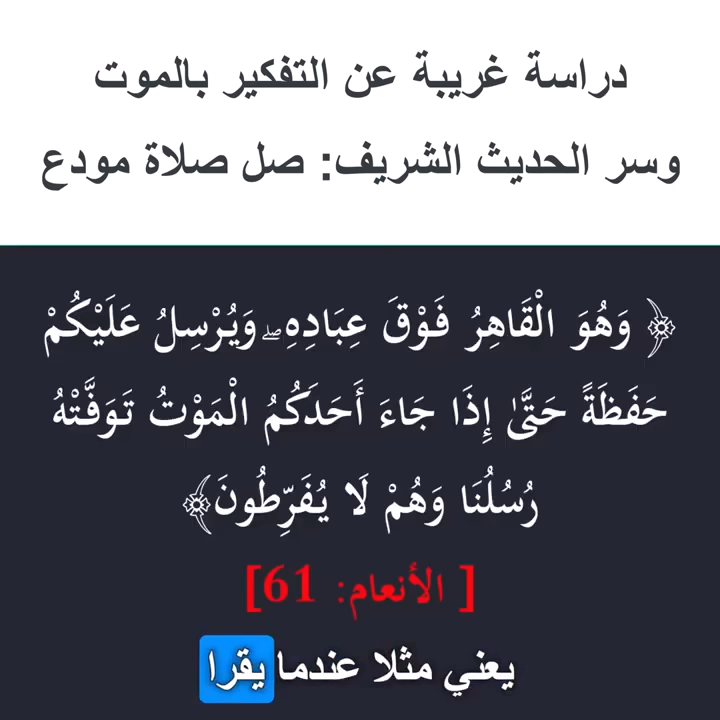 دراسة غريبة عن التفكير بالموت
وسر الحديث الشريف: صل صلاة مودع
﴿ وَهُوَ الْقَاهِرُ فَوْقَ عِبَادِهِ ۖ وَيُرْسِلُ عَلَيْكُمْ
حَفَظَةً حَتَّىٰ إِذَا جَاءَ أَحَدَكُمُ الْمَوْتُ تَوَفَّتْهُ
رُسُلُنَا وَهُمْ لَا يُفَرِّطُونَ﴾
[ الأنعام: 61]
يعني مثلا عندما يقرا